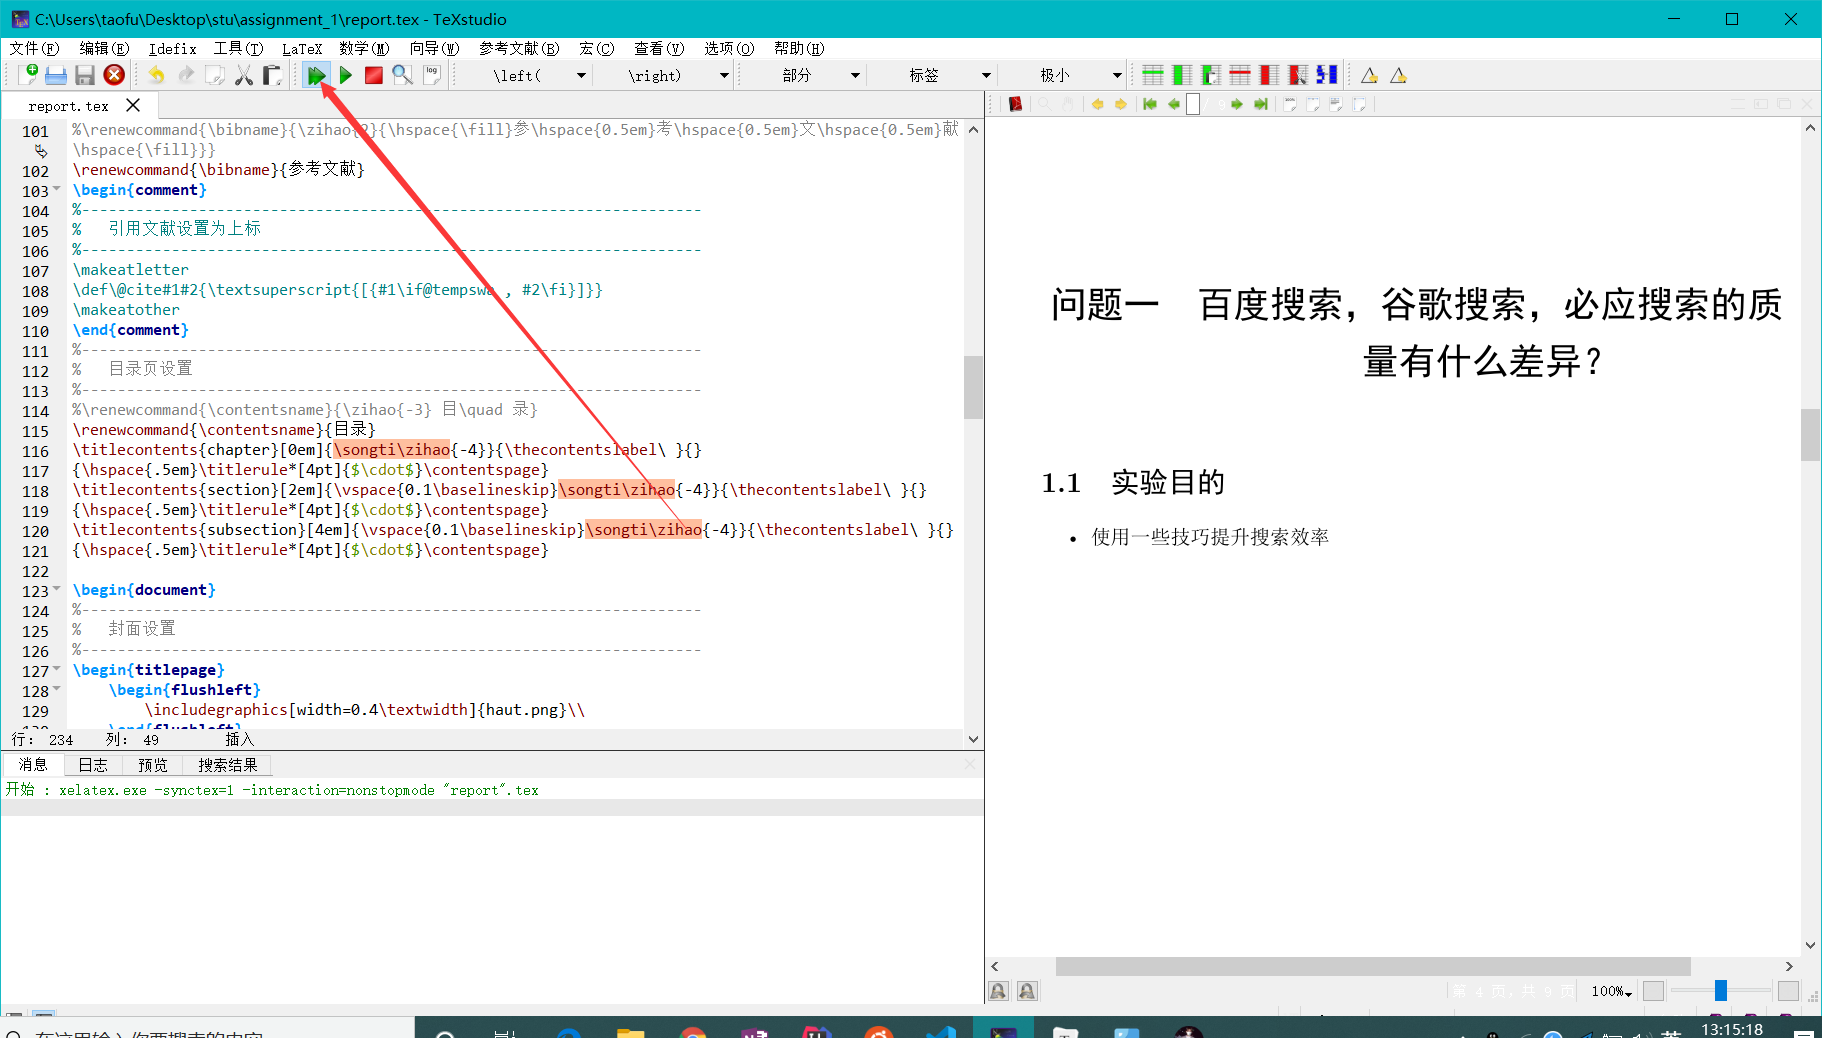 C:\Users\taofu\Desktop\stu\assignment_1\report.tex - TeXstudio
文件(F) 编辑(E) Idefix 工具(T) LaTeX 数学(M) 向导(W) 参考文献(B) 宏(C) 查看(V) 选项(O) 帮助(H)
log \left( \right) 部分 标签 极小
report.tex
101 %\renewcommand{\bibname}{\zihao{2}{\hspace{\fill}参\hspace{0.5em}考\hspace{0.5em}文\hspace{0.5em}献
\hspace{\fill}}}
102 \renewcommand{\bibname}{参考文献}
103 \begin{comment}
104 %---------------------------------------------------------------------
105 % 引用文献设置为上标
106 %---------------------------------------------------------------------
107 \makeatletter
108 \def\@cite#1#2{\textsuperscript{[{#1\if@tempswa , #2\fi}]}}
109 \makeatother
110 \end{comment}
111 %---------------------------------------------------------------------
112 % 目录页设置
113 %---------------------------------------------------------------------
114 %\renewcommand{\contentsname}{\zihao{-3} 目\quad 录}
115 \renewcommand{\contentsname}{目录}
116 \titlecontents{chapter}[0em]{\songti\zihao{-4}}{\thecontentslabel\ }{}
117 {\hspace{.5em}\titlerule*[4pt]{$\cdot$}\contentspage}
118 \titlecontents{section}[2em]{\vspace{0.1\baselineskip}\songti\zihao{-4}}{\thecontentslabel\ }{}
119 {\hspace{.5em}\titlerule*[4pt]{$\cdot$}\contentspage}
120 \titlecontents{subsection}[4em]{\vspace{0.1\baselineskip}\songti\zihao{-4}}{\thecontentslabel\ }{}
121 {\hspace{.5em}\titlerule*[4pt]{$\cdot$}\contentspage}
122
123 \begin{document}
124 %---------------------------------------------------------------------
125 % 封面设置
126 %---------------------------------------------------------------------
127 \begin{titlepage}
128 \begin{flushleft}
129 \includegraphics[width=0.4\textwidth]{haut.png}\\
130 \end{flushleft}
行: 234 列: 49 插入
消息 日志 预览 搜索结果
开始 : xelatex.exe -synctex=1 -interaction=nonstopmode "report".tex
问题一 百度搜索，谷歌搜索，必应搜索的质
量有什么差异？
1.1 实验目的
• 使用一些技巧提升搜索效率
第 4 页，共 9 页 100%
在这里输入你要搜索的内容
英 13:15:18